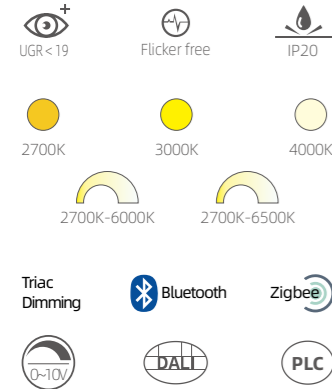 UGR<19 Flicker free IP20
2700K 3000K 4000K
2700K-6000K 2700K-6500K
Triac
Dimming
Bluetooth Zigbee
0~10V DALI PLC